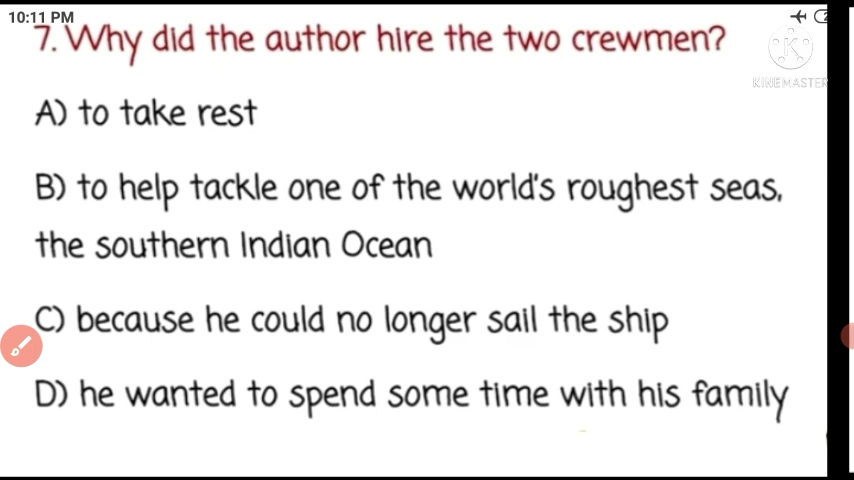 10:11 PM
7. Why did the author hire the two crewmen?
KINEMASTER
A) to take rest
B) to help tackle one of the world's roughest seas,
the southern Indian Ocean
C) because he could no longer sail the ship
D) he wanted to spend some time with his family